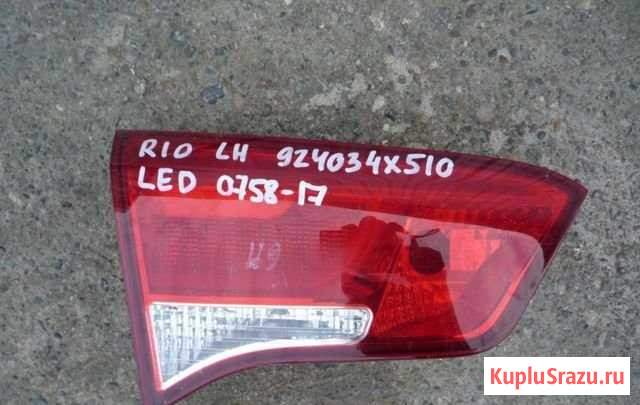 RIO LH 924034X510
LED 0758-17
KupluSrazu.ru